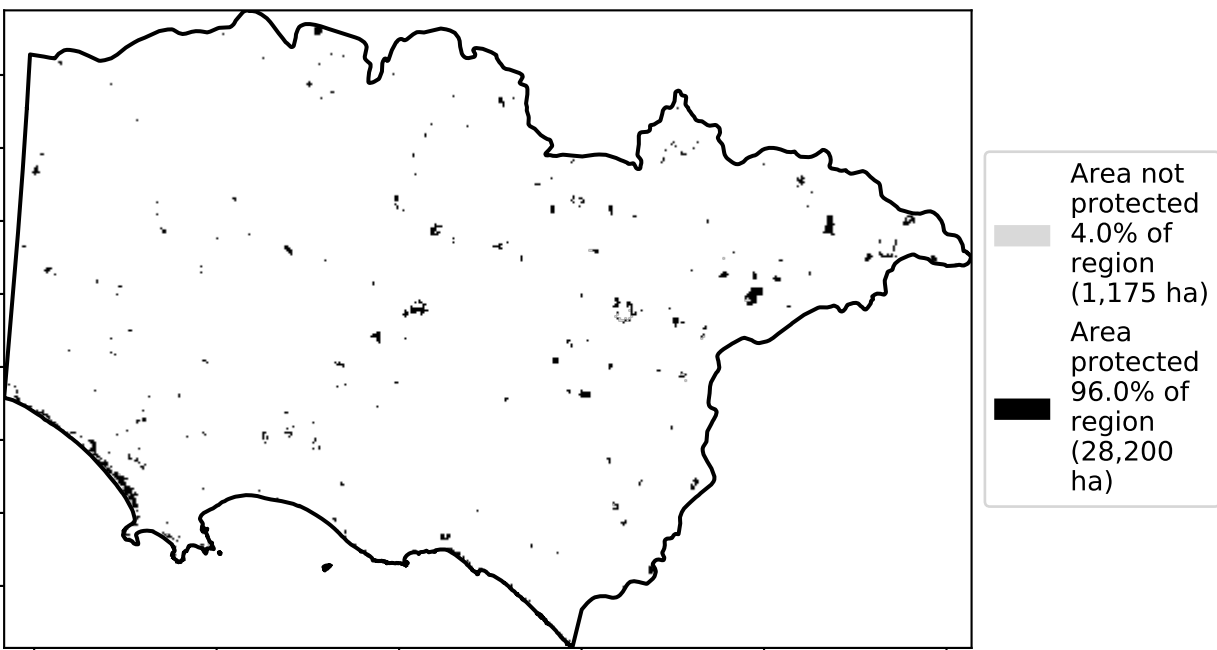 Area not
protected
4.0% of
region
(1,175 ha)
Area
protected
96.0% of
region
(28,200
ha)